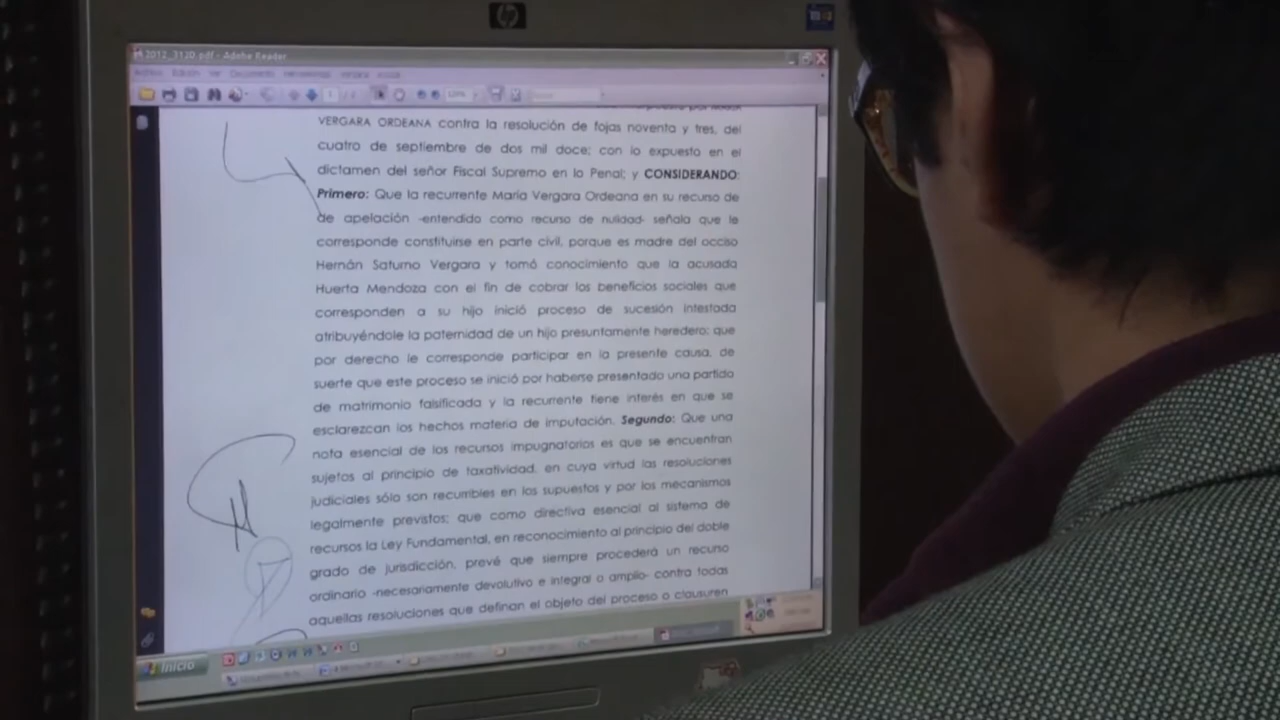 hp
2012_3120.pdf - Adobe Reader
VERGARA ORDEANA contra la resolución de fojas noventa y tres, del
cuatro de septiembre de dos mil doce; con lo expuesto en el
dictamen del señor Fiscal Supremo en lo Penal; y CONSIDERANDO:
Primero: Que la recurrente María Vergara Ordeana en su recurso de
de apelación -entendido como recurso de nulidad- señala que le
corresponde constituirse en parte civil, porque es madre del occiso
Hernán Saturno Vergara y tomó conocimiento que la acusada
Huerta Mendoza con el fin de cobrar los beneficios sociales que
corresponden a su hijo inició proceso de sucesión intestada
atribuyéndole la paternidad de un hijo presuntamente heredero; que
por derecho le corresponde participar en la presente causa, de
suerte que este proceso se inició por haberse presentado una partida
de matrimonio falsificada y la recurrente tiene interés en que se
esclarezcan los hechos materia de imputación. Segundo: Que una
nota esencial de los recursos impugnatorios es que se encuentran
sujetos al principio de taxatividad, en cuya virtud las resoluciones
judiciales sólo son recurribles en los supuestos y por los mecanismos
legalmente previstos; que como directiva esencial al sistema de
recursos la Ley Fundamental, en reconocimiento al principio del doble
grado de jurisdicción, prevé que siempre procederá un recurso
ordinario -necesariamente devolutivo e integral o amplio- contra todas
aquellas resoluciones que definan el objeto del proceso o clausuren
Inicio